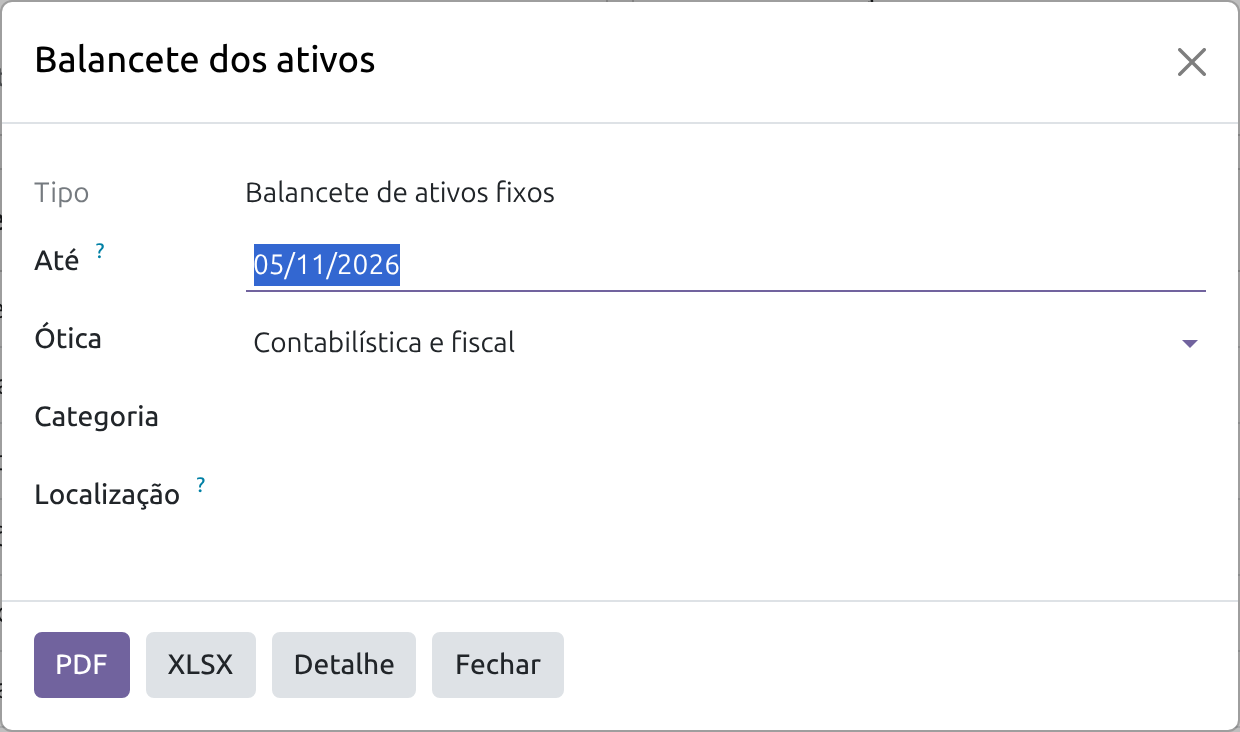 Balancete dos ativos
Tipo Balancete de ativos fixos
Até ? 05/11/2026
Ótica Contabilística e fiscal
Categoria
Localização ?
PDF XLSX Detalhe Fechar